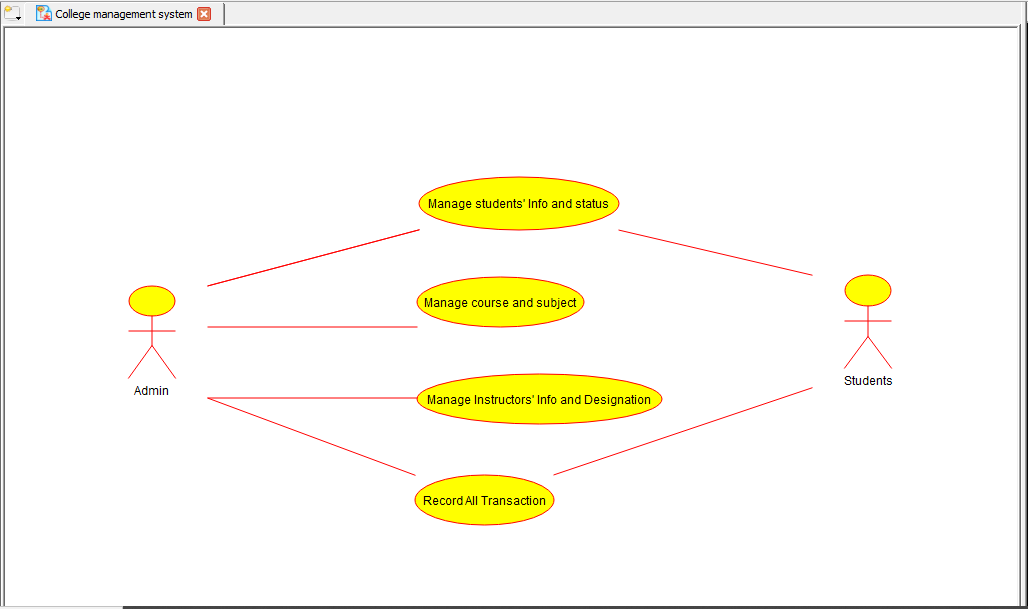 College management system
Manage students' Info and status
Manage course and subject
Admin
Students
Manage Instructors' Info and Designation
Record All Transaction